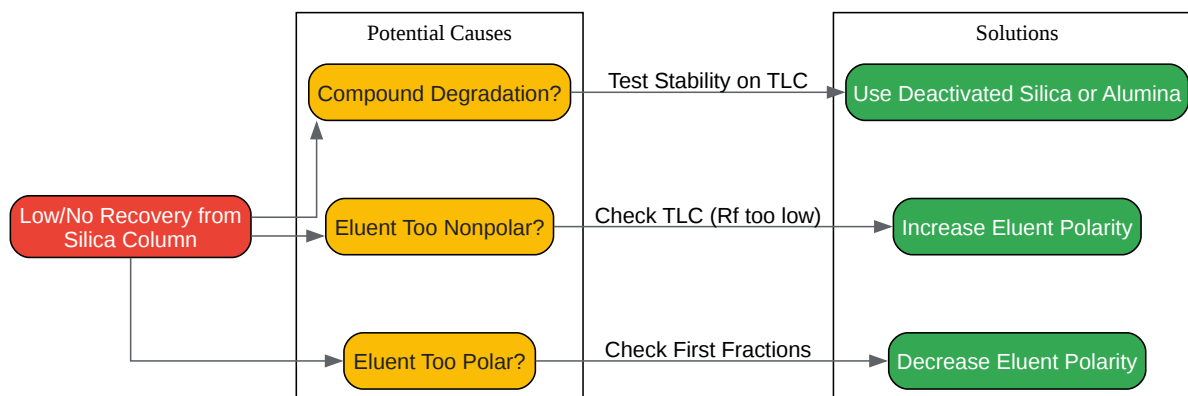 Potential Causes
Solutions
Compound Degradation?
Test Stability on TLC
Use Deactivated Silica or Alumina
Low/No Recovery from
Silica Column
Eluent Too Nonpolar?
Check TLC (Rf too low)
Increase Eluent Polarity
Eluent Too Polar?
Check First Fractions
Decrease Eluent Polarity